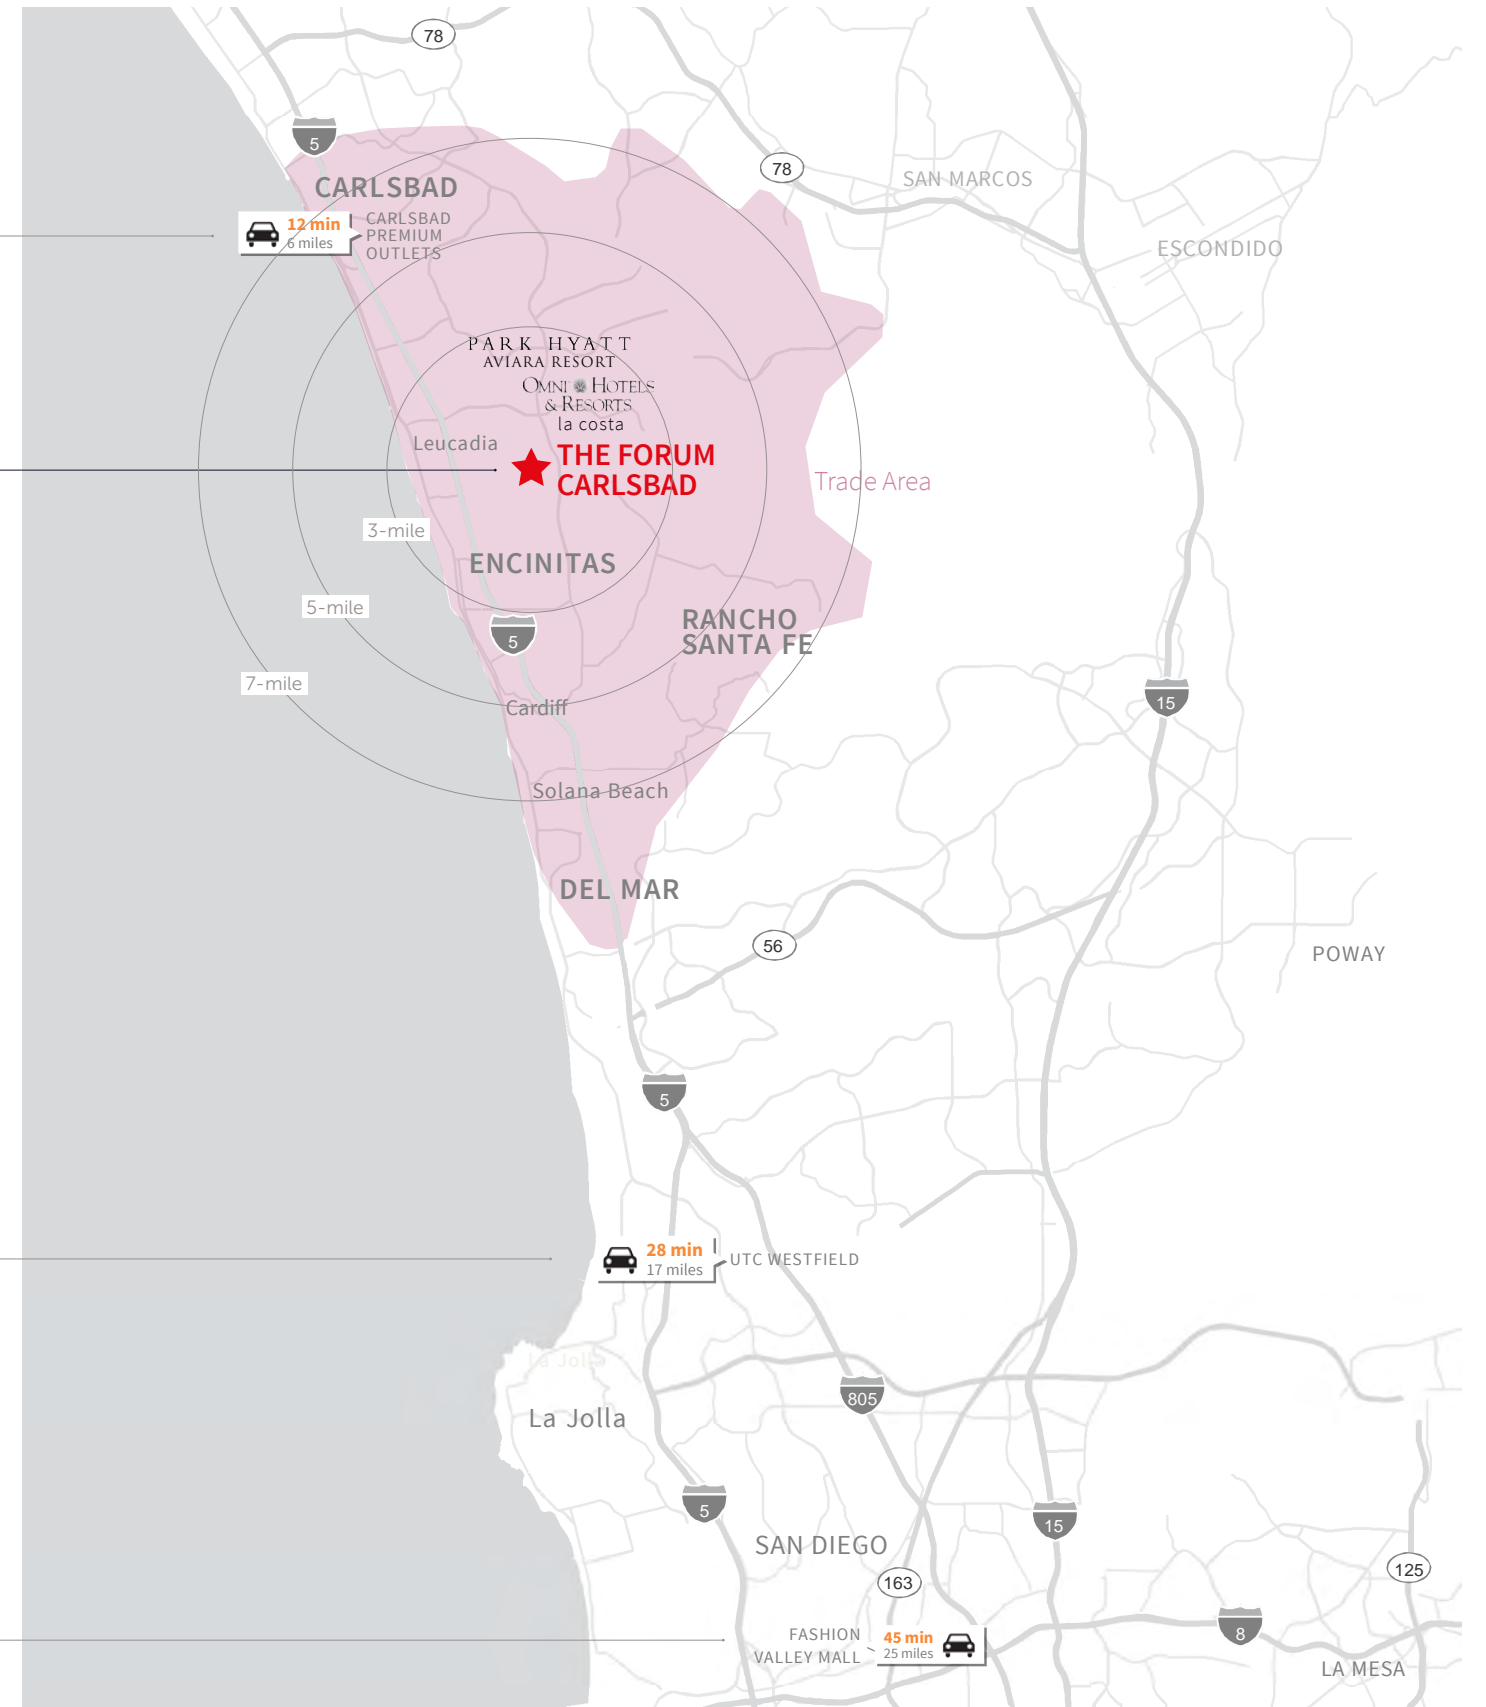 78
5
78
SAN MARCOS
CARLSBAD
12 min
6 miles
CARLSBAD
PREMIUM
OUTLETS
ESCONDIDO
PARK HYATT
AVIARA RESORT
OMNI HOTELS
& RESORTS
la costa
Leucadia
THE FORUM
CARLSBAD
Trade Area
3-mile
ENCINITAS
5-mile
RANCHO
SANTA FE
5
7-mile
15
Cardiff
Solana Beach
DEL MAR
56
POWAY
5
28 min
17 miles
UTC WESTFIELD
La Jolla
805
La Jolla
5
15
SAN DIEGO
163
125
8
FASHION
VALLEY MALL
45 min
25 miles
LA MESA